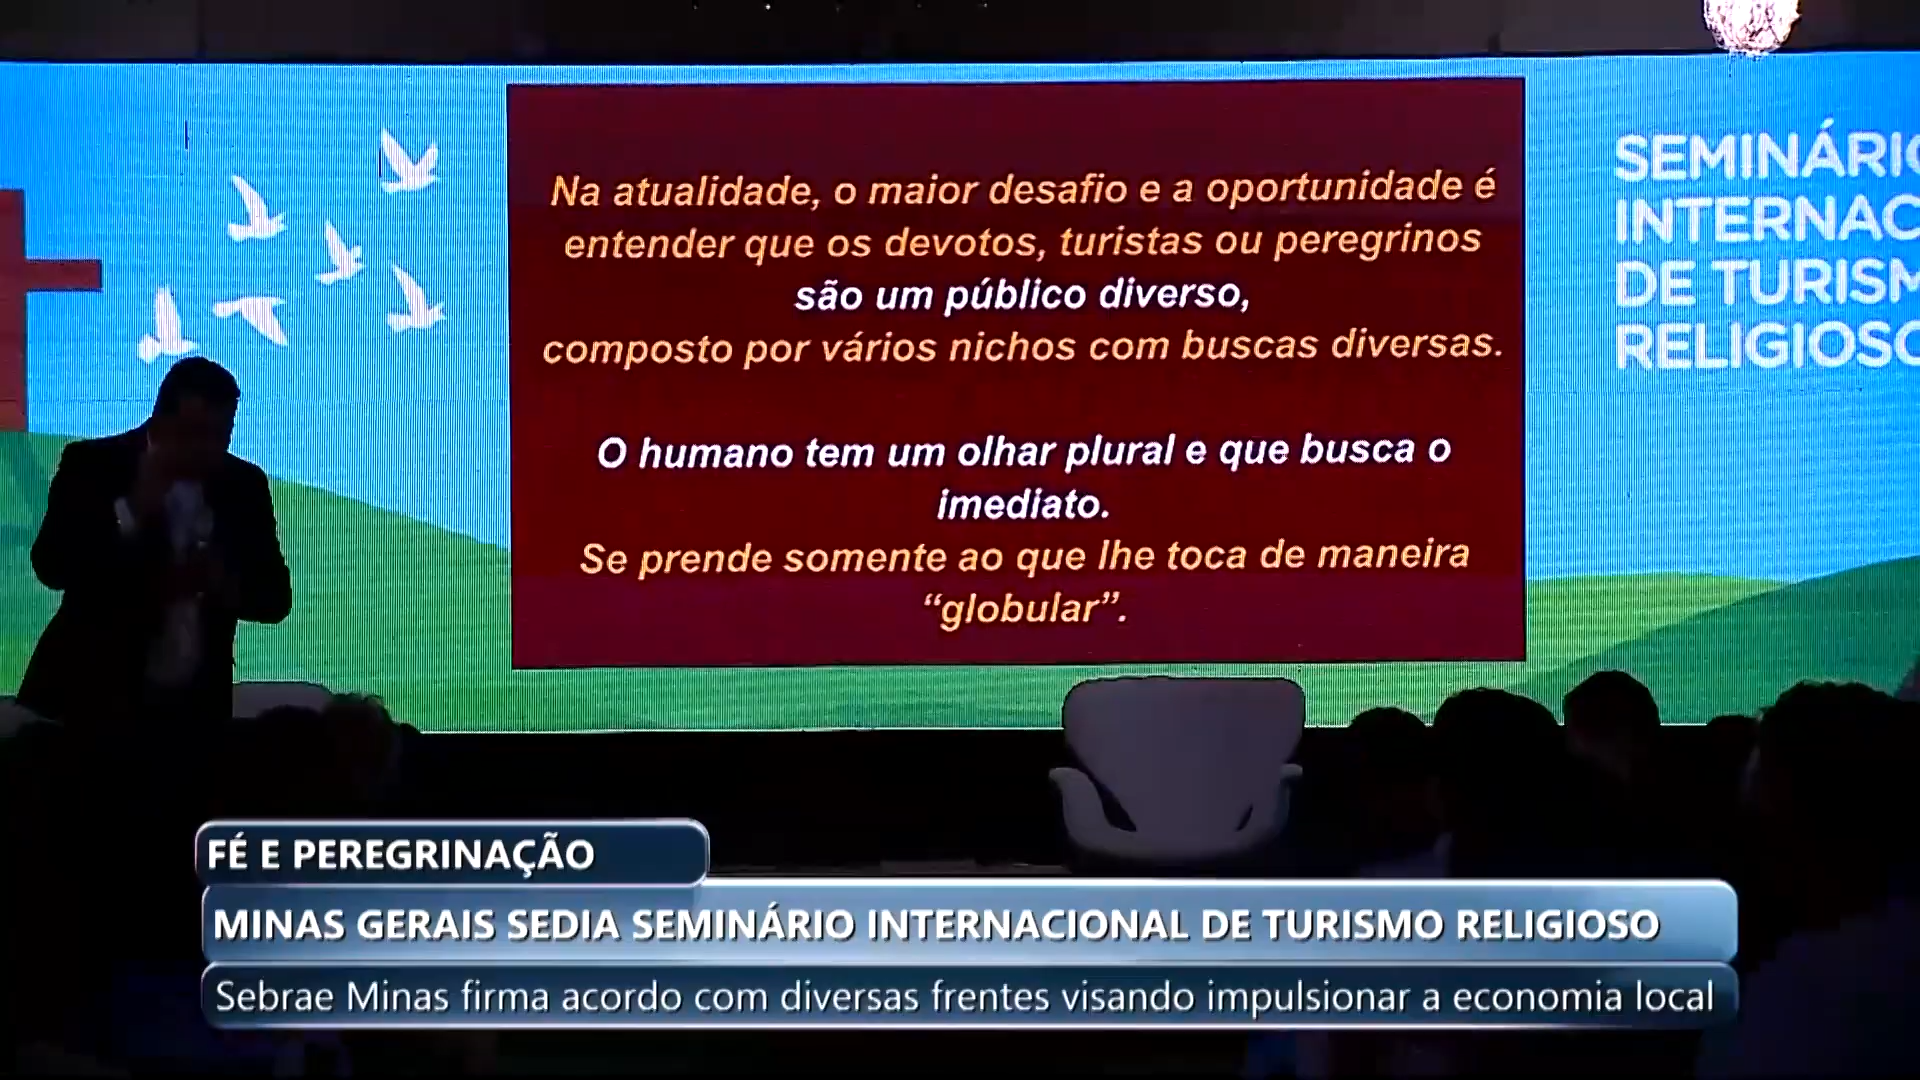 Na atualidade, o maior desafio e a oportunidade é
entender que os devotos, turistas ou peregrinos
são um público diverso,
composto por vários nichos com buscas diversas.
O humano tem um olhar plural e que busca o
imediato.
Se prende somente ao que lhe toca de maneira
“globular”.
SEMINÁRIO
INTERNAC
DE TURISM
RELIGIOSO
FÉ E PEREGRINAÇÃO
MINAS GERAIS SEDIA SEMINÁRIO INTERNACIONAL DE TURISMO RELIGIOSO
Sebrae Minas firma acordo com diversas frentes visando impulsionar a economia local